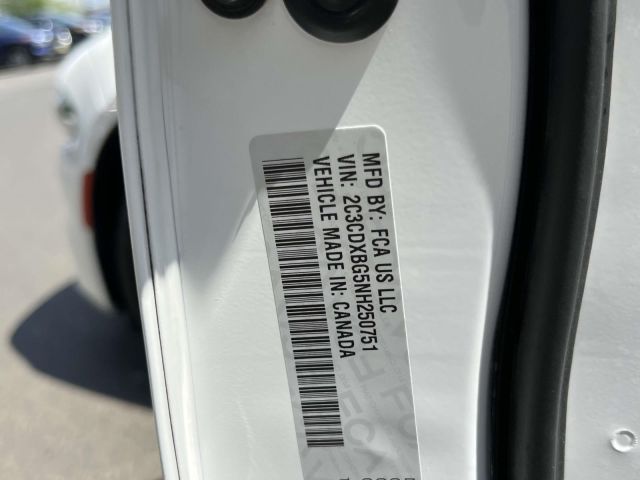 MFD BY: FCA US LLC
VIN: 2C3CDXBG5NH250751
VEHICLE MADE IN: CANADA